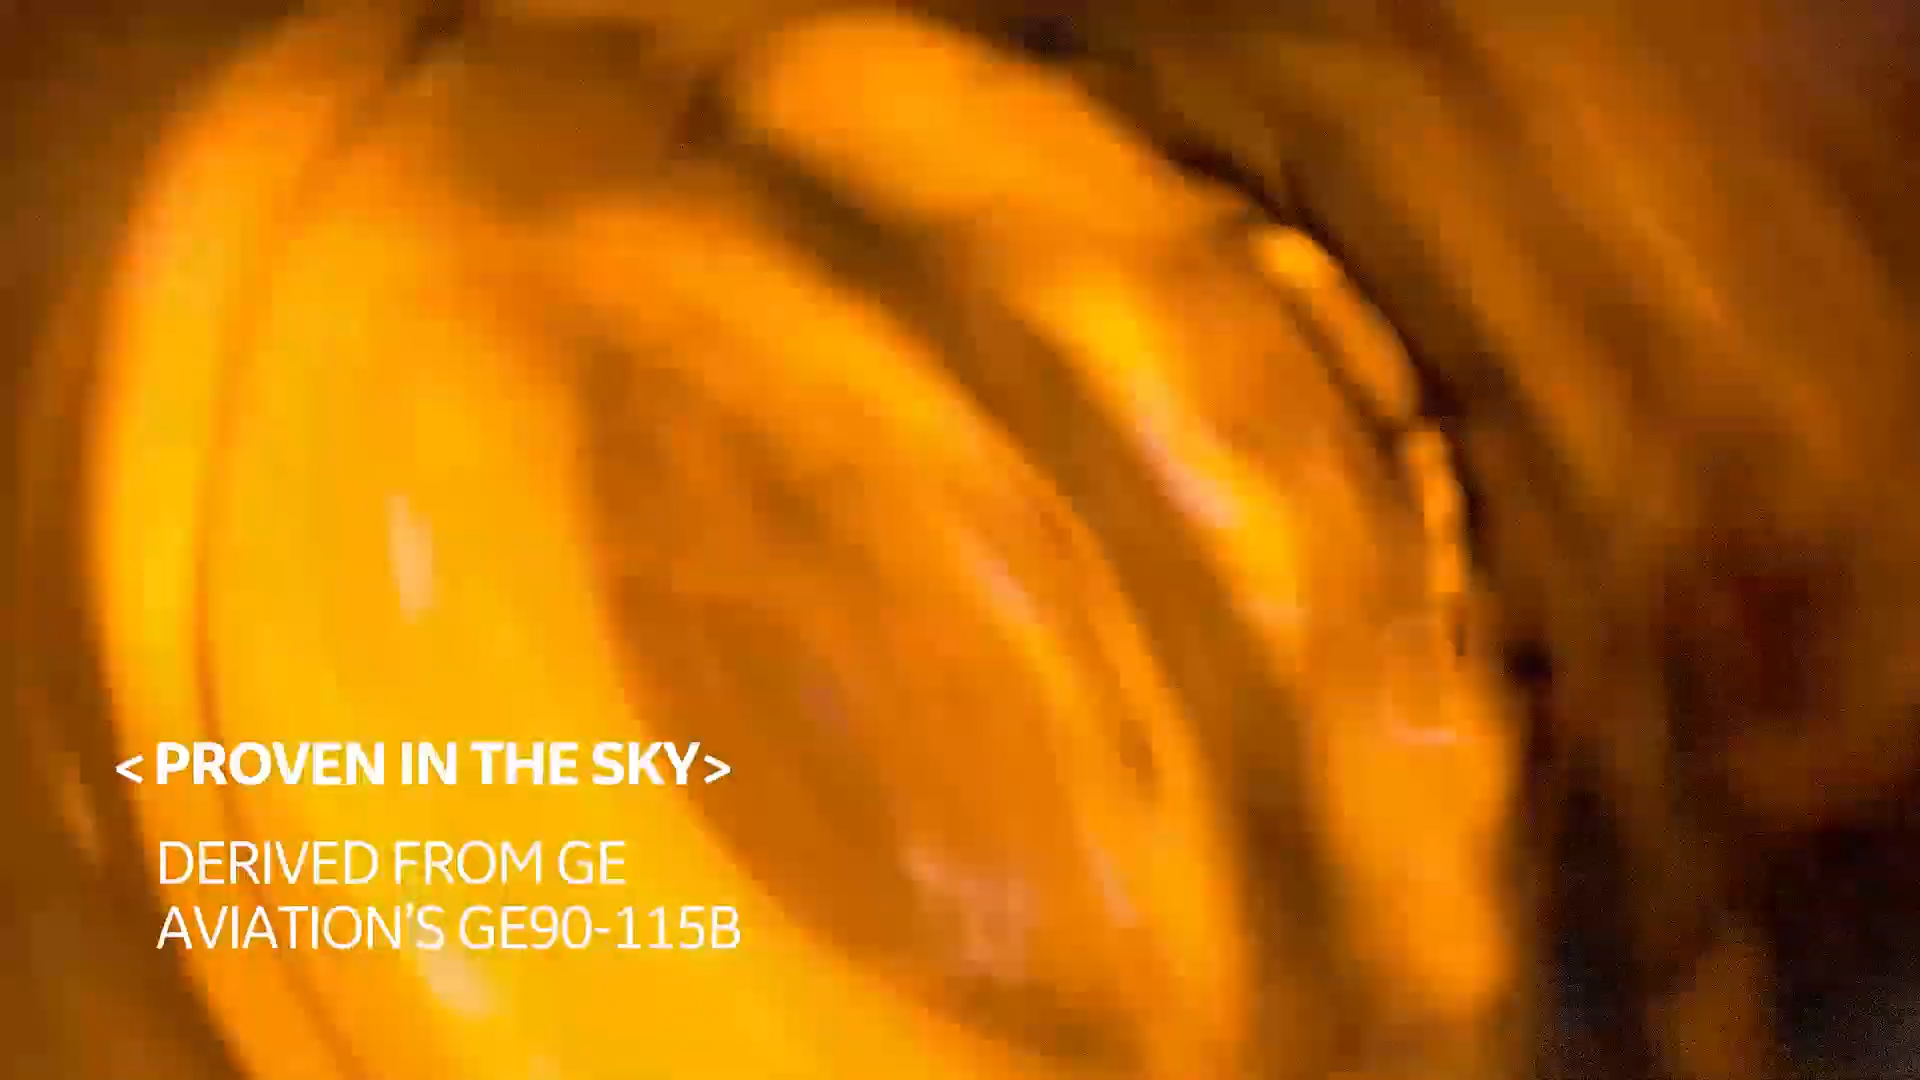 <PROVEN IN THE SKY>
DERIVED FROM GE
AVIATION'S GE90-115B